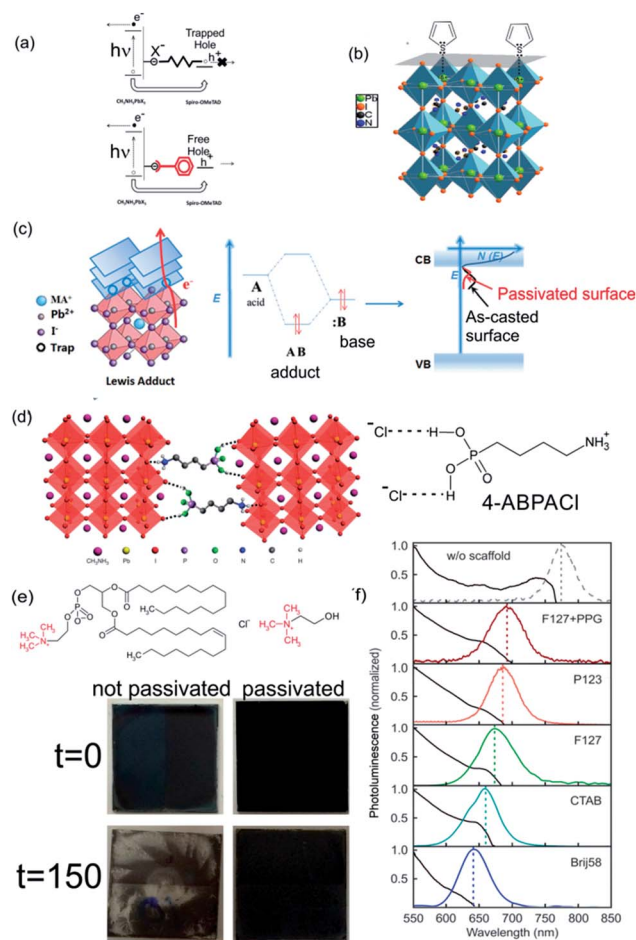 (a)
e⁻
hν
X⁻
Trapped
Hole
h⁺
CH₃NH₃PbX₃
Spiro-OMeTAD
e⁻
hν
Free
Hole
h⁺
CH₃NH₃PbX₃
Spiro-OMeTAD
(b)
S
S
Pb
I
C
N
(c)
e⁻
MA⁺
Pb²⁺
I⁻
Trap
Lewis Adduct
E
A
acid
:B
base
A B
adduct
CB
N (E)
E
Passivated surface
As-casted
surface
VB
(d)
CH₃NH₃
Pb
I
P
O
N
C
H
⁻Cl
H
O
OH
P
O
NH₃⁺
⁻Cl
H
4-ABPACl
(e)
H₃C
CH₃
N⁺
H₃C
O
P
O
O
O⁻
O
O
O
O
H₃C
H₃C
Cl⁻
CH₃
H₃C
N⁺
H₃C
OH
not passivated
passivated
t=0
t=150
(f)
1.0
w/o scaffold
0.5
1.0
F127+PPG
0.5
1.0
P123
0.5
1.0
F127
0.5
1.0
CTAB
0.5
1.0
Brij58
0.5
Photoluminescence (normalized)
550 600 650 700 750 800 850
Wavelength (nm)